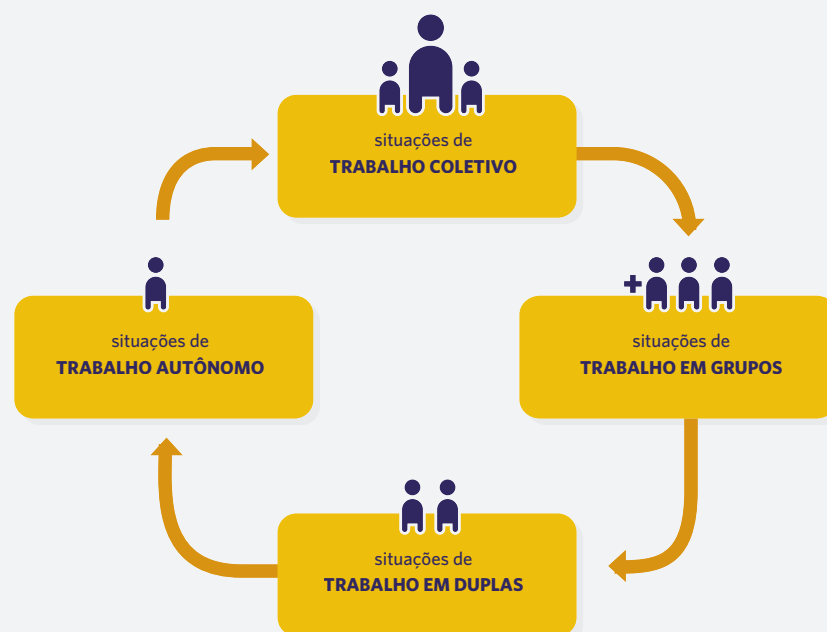 situações de
TRABALHO COLETIVO
situações de
TRABALHO AUTÔNOMO
+
situações de
TRABALHO EM GRUPOS
situações de
TRABALHO EM DUPLAS